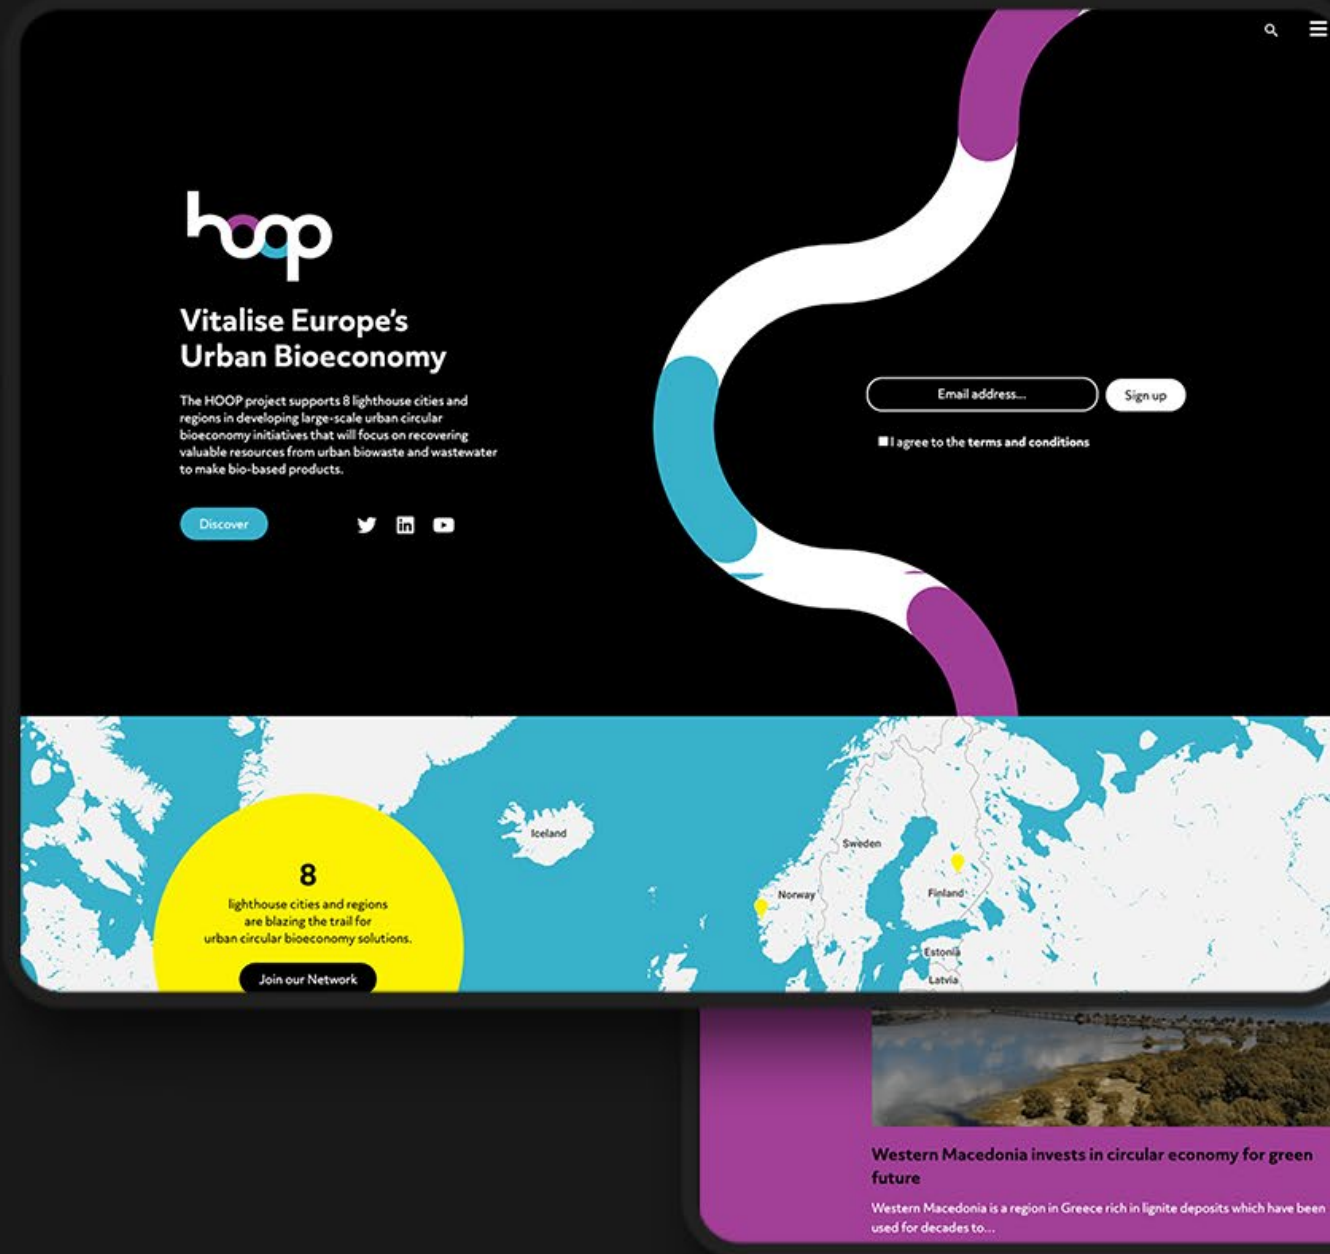 hoop
Vitalise Europe's
Urban Bioeconomy
The HOOP project supports 8 lighthouse cities and
regions in developing large-scale urban circular
bioeconomy initiatives that will focus on recovering
valuable resources from urban biowaste and wastewater
to make bio-based products.
Discover
Email address...
Sign up
I agree to the terms and conditions
8
lighthouse cities and regions
are blazing the trail for
urban circular bioeconomy solutions.
Join our Network
Iceland
Sweden
Norway
Finland
Estonia
Latvia
Western Macedonia invests in circular economy for green
future
Western Macedonia is a region in Greece rich in lignite deposits which have been
used for decades to...